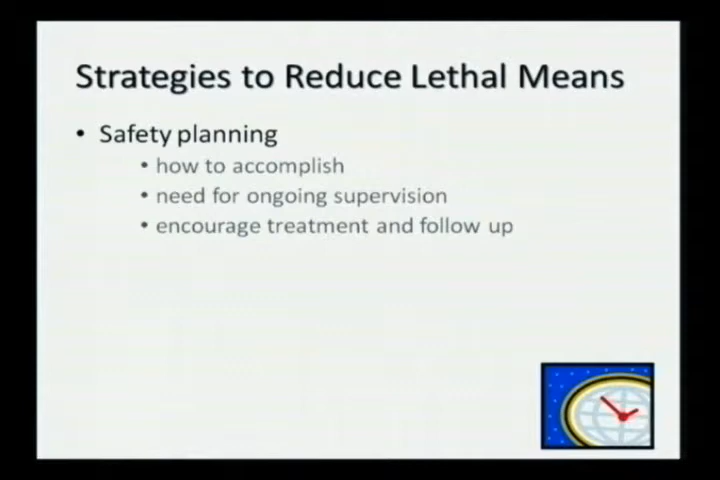 Strategies to Reduce Lethal Means
• Safety planning
• how to accomplish
• need for ongoing supervision
• encourage treatment and follow up